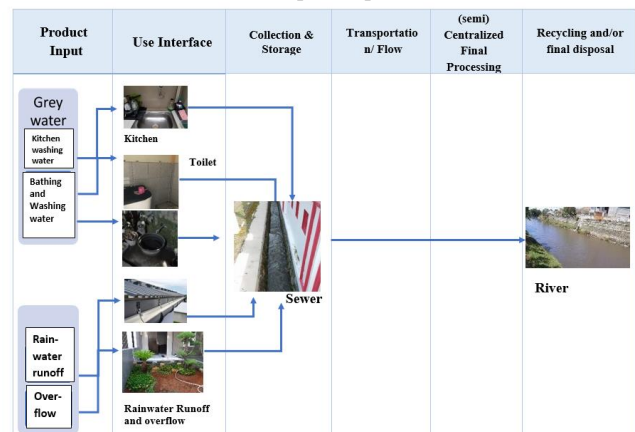 Product
Input
Use Interface
Collection &
Storage
Transportatio
n/ Flow
(semi)
Centralized
Final
Processing
Recycling and/or
final disposal
Grey
water
Kitchen
washing
water
Bathing
and
Washing
water
Kitchen
Toilet
Sewer
River
Rain-
water
runoff
Over-
flow
Rainwater Runoff
and overflow